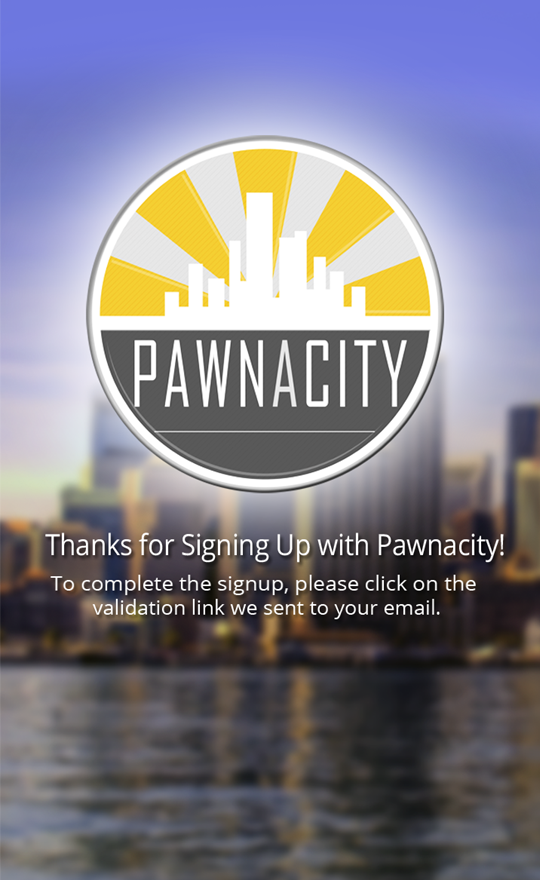 PAWNACITY
Thanks for Signing Up with Pawnacity!
To complete the signup, please click on the
validation link we sent to your email.